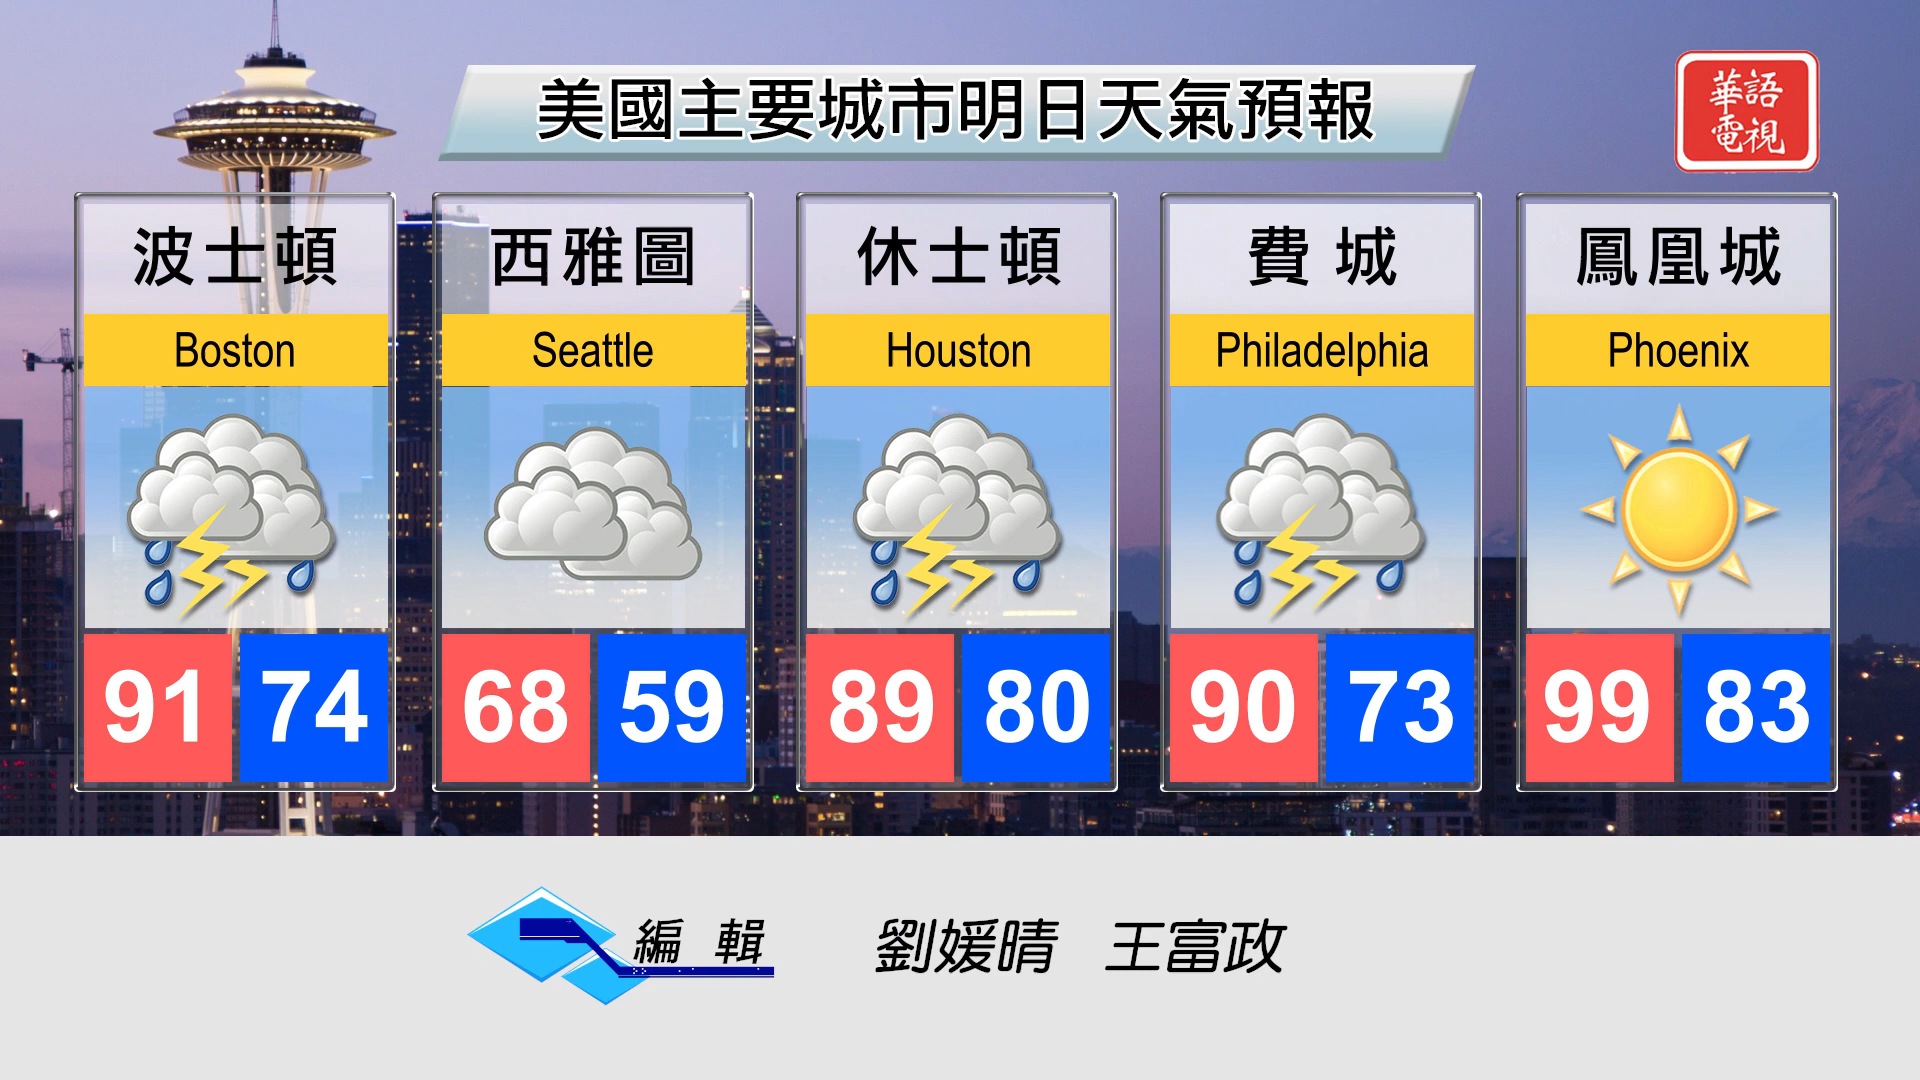 美國主要城市明日天氣預報
華語
電視
波士頓
Boston
91 74
西雅圖
Seattle
68 59
休士頓
Houston
89 80
費城
Philadelphia
90 73
鳳凰城
Phoenix
99 83
編輯 劉媛晴 王富政